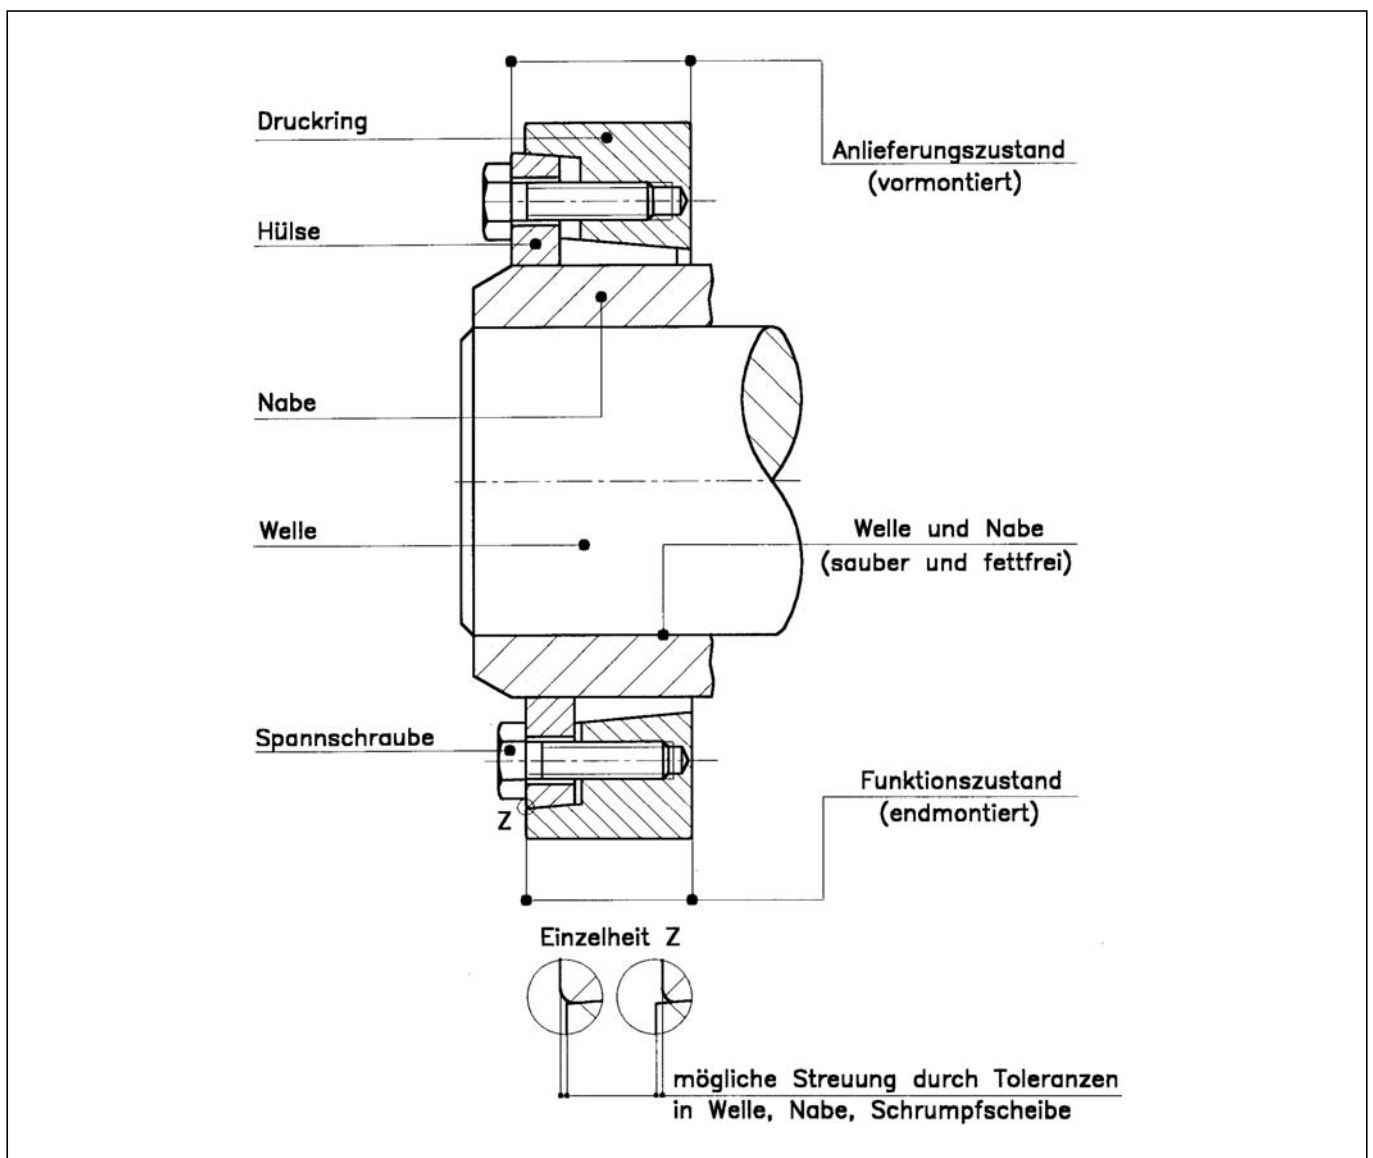 Druckring
Anlieferungszustand
(vormontiert)
Hülse
Nabe
Welle
Welle und Nabe
(sauber und fettfrei)
Spannschraube
Funktionszustand
(endmontiert)
Z
Einzelheit Z
mögliche Streuung durch Toleranzen
in Welle, Nabe, Schrumpfscheibe